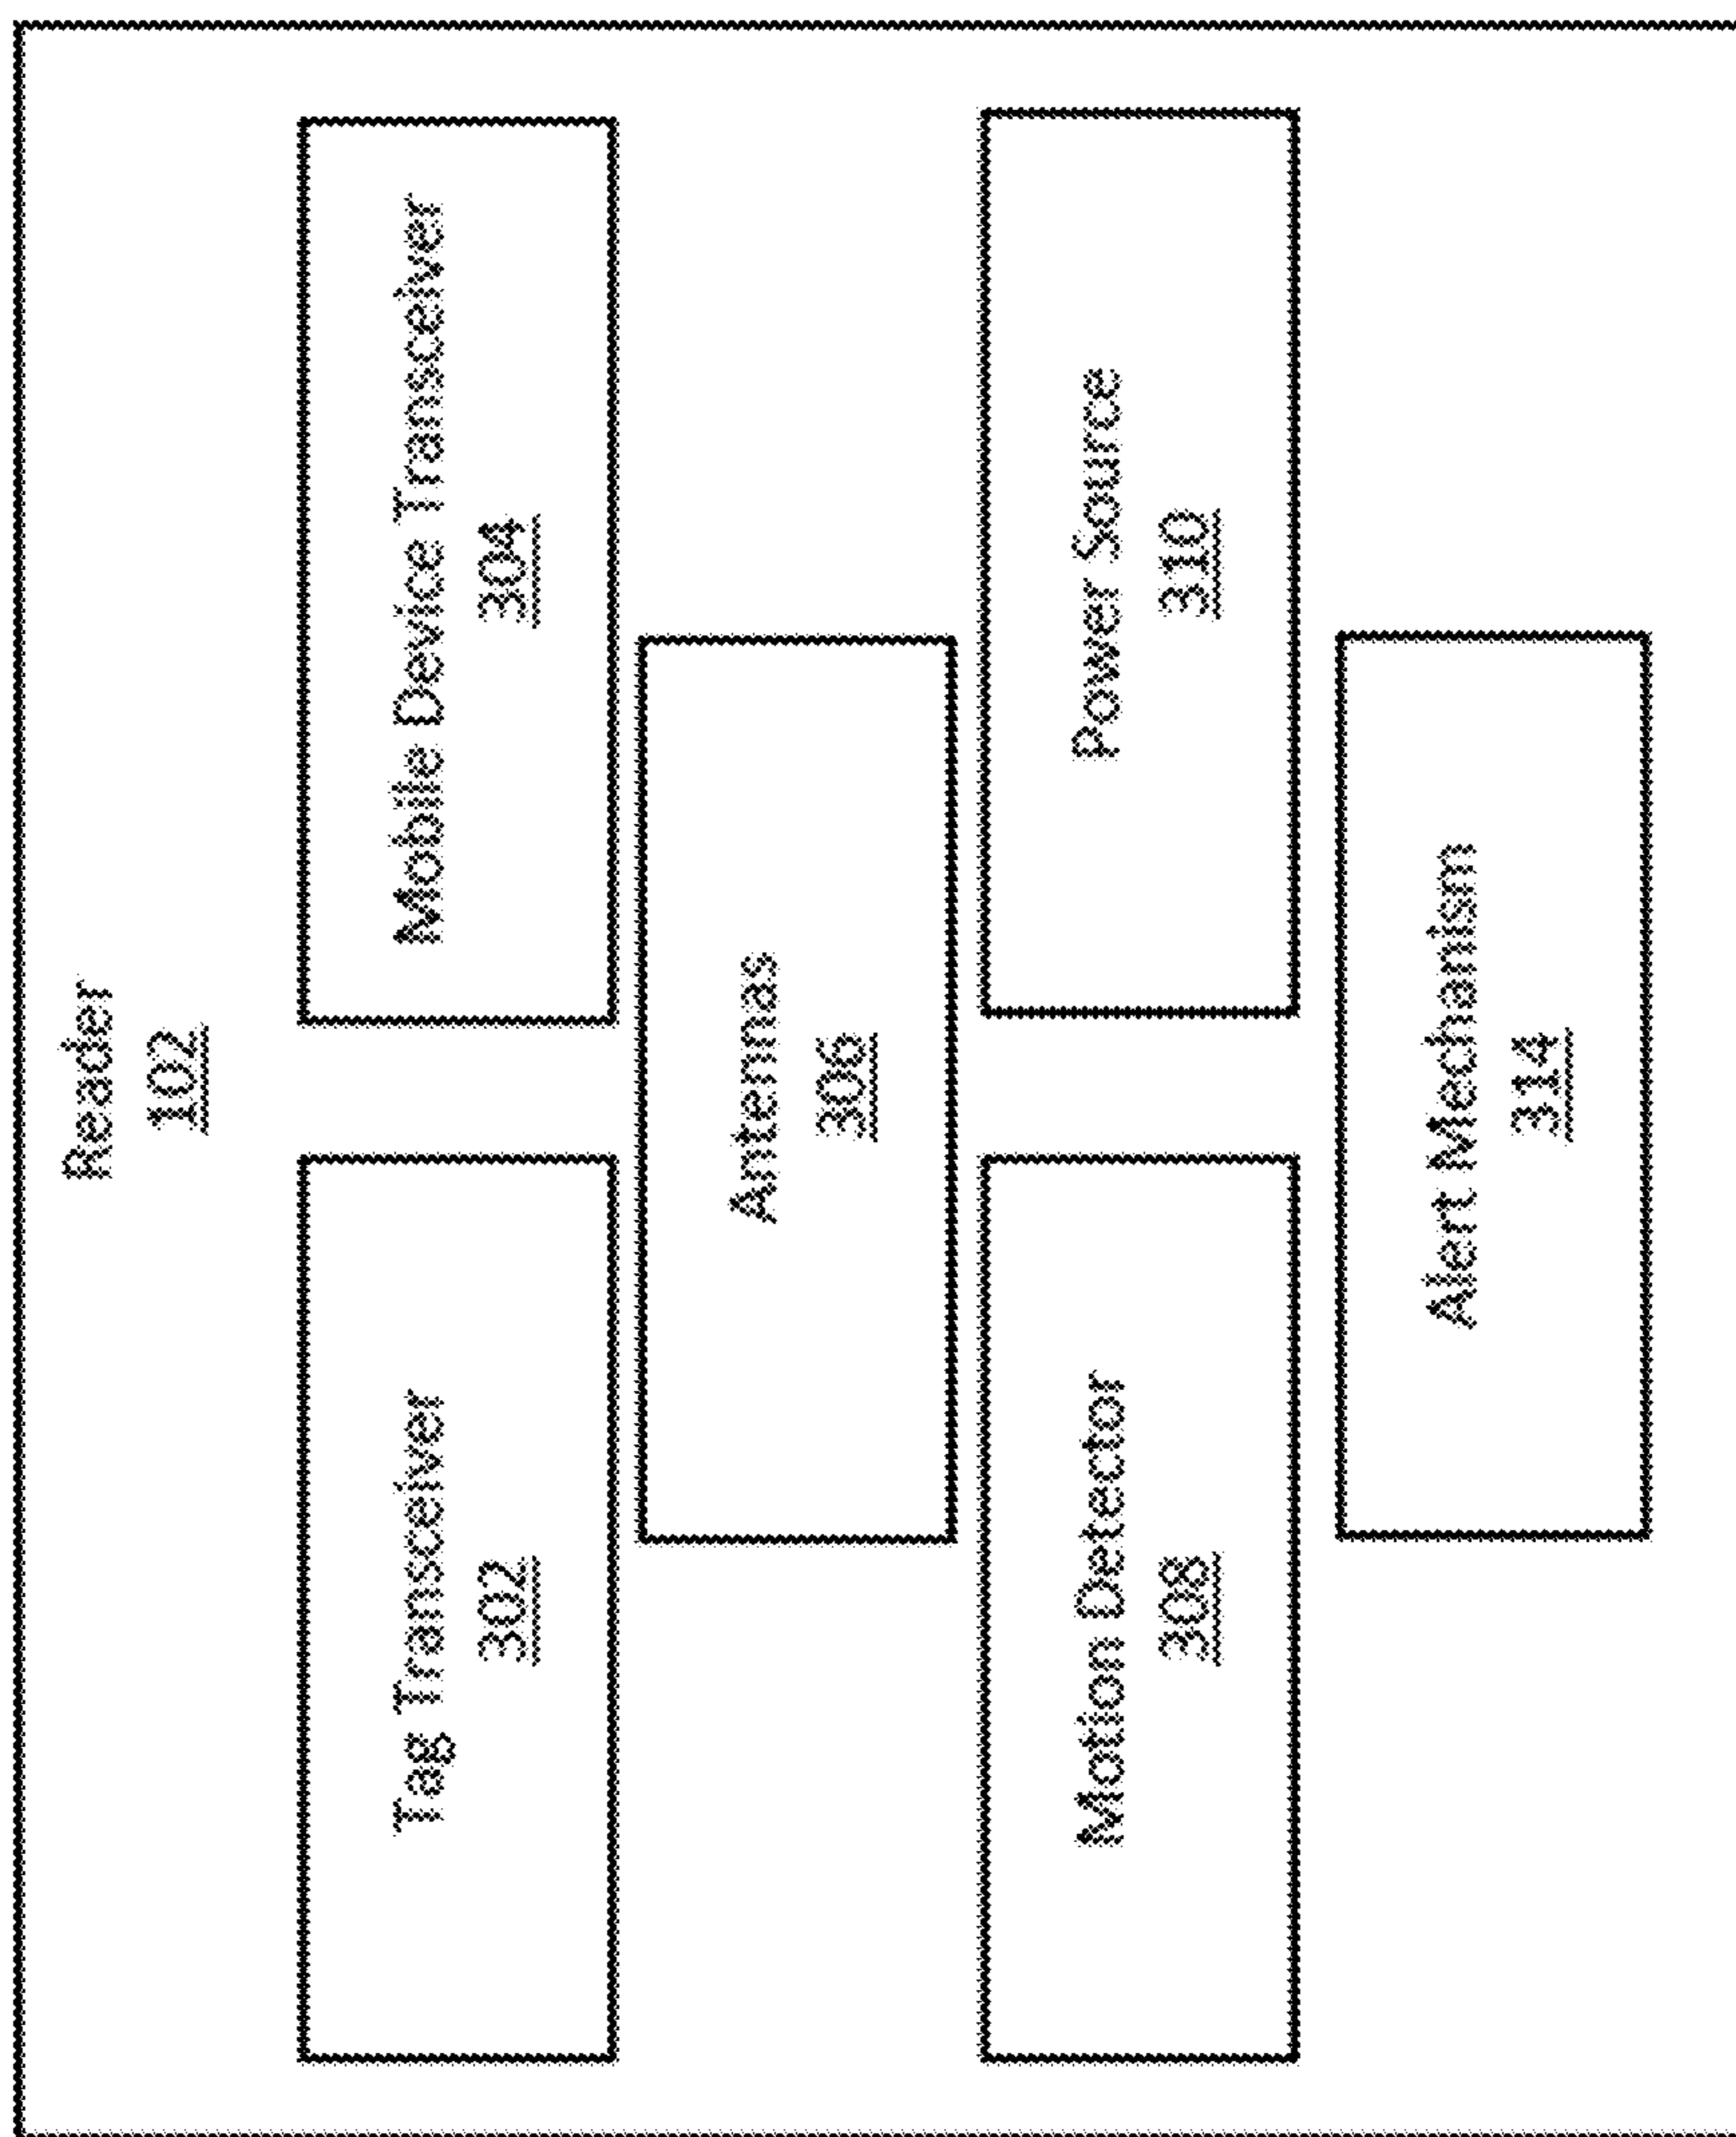 Reader
102
Tag Transceiver
302
Mobile Device Transceiver
304
Antennas
306
Motion Detector
308
Power Source
310
Alert Mechanism
314